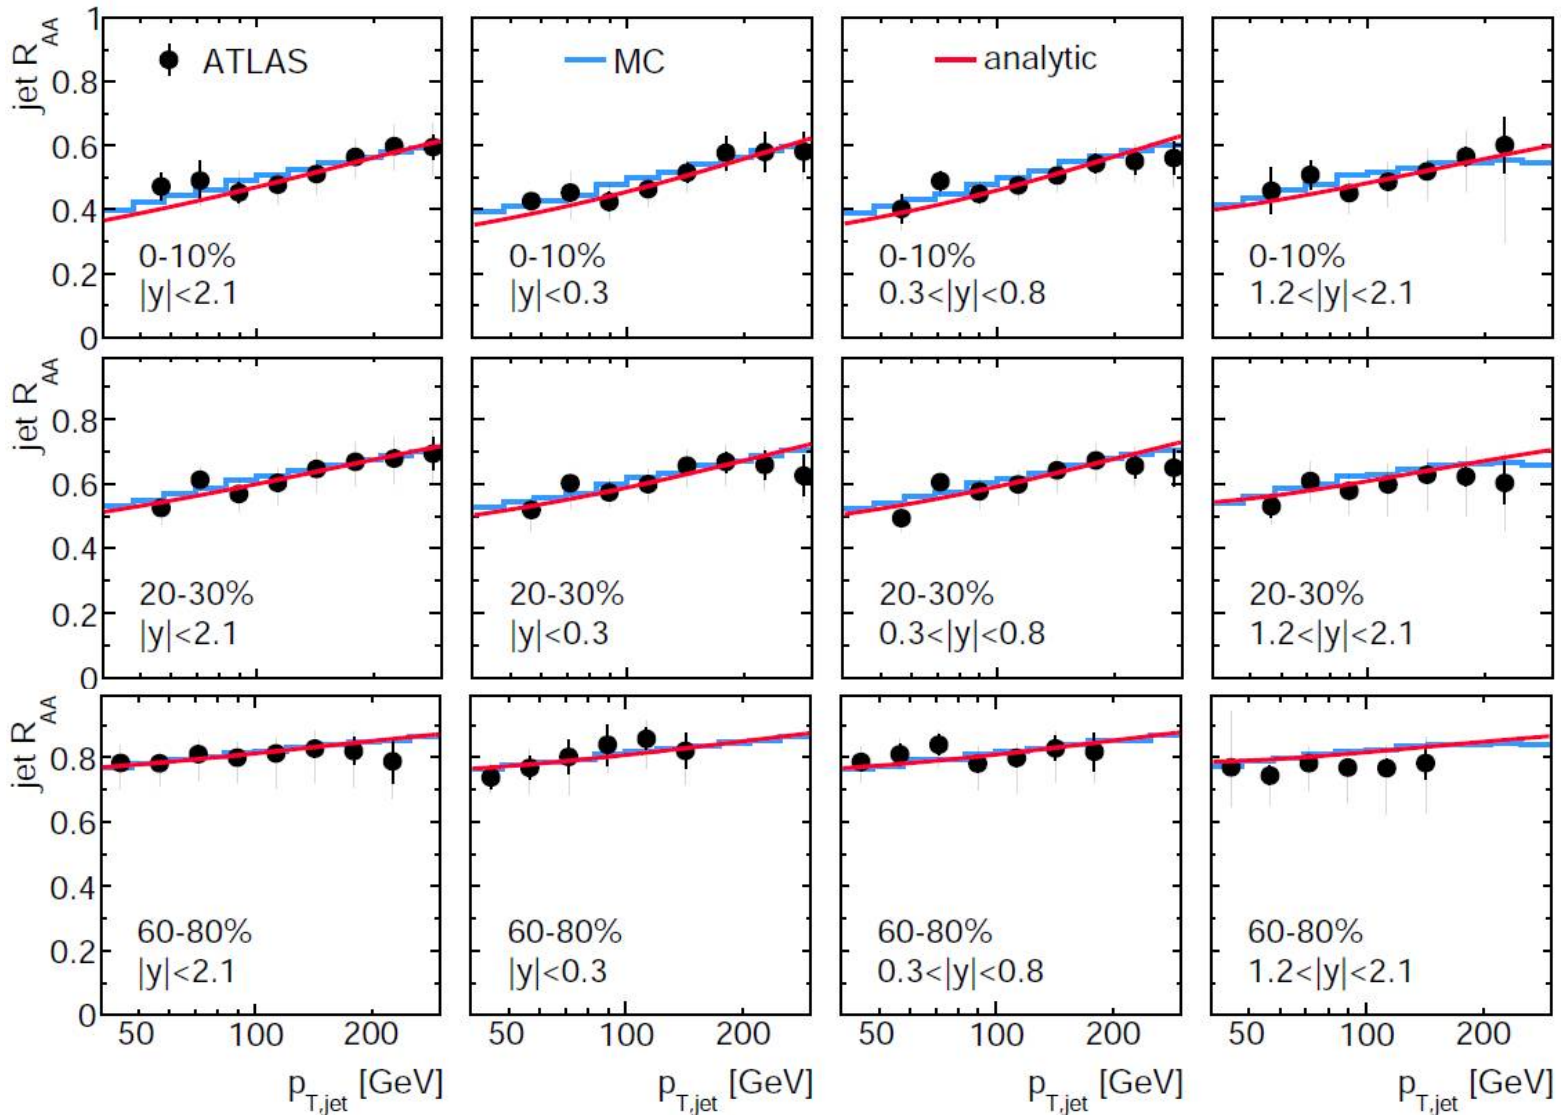 jet R_AA
1
0.8
0.6
0.4
0.2
0
ATLAS
0-10%
|y|<2.1
MC
0-10%
|y|<0.3
analytic
0-10%
0.3<|y|<0.8
0-10%
1.2<|y|<2.1
jet R_AA
0.8
0.6
0.4
0.2
0
20-30%
|y|<2.1
20-30%
|y|<0.3
20-30%
0.3<|y|<0.8
20-30%
1.2<|y|<2.1
jet R_AA
0.8
0.6
0.4
0.2
0
60-80%
|y|<2.1
60-80%
|y|<0.3
60-80%
0.3<|y|<0.8
60-80%
1.2<|y|<2.1
50 100 200 50 100 200 50 100 200 50 100 200
p_T,jet [GeV] p_T,jet [GeV] p_T,jet [GeV] p_T,jet [GeV]